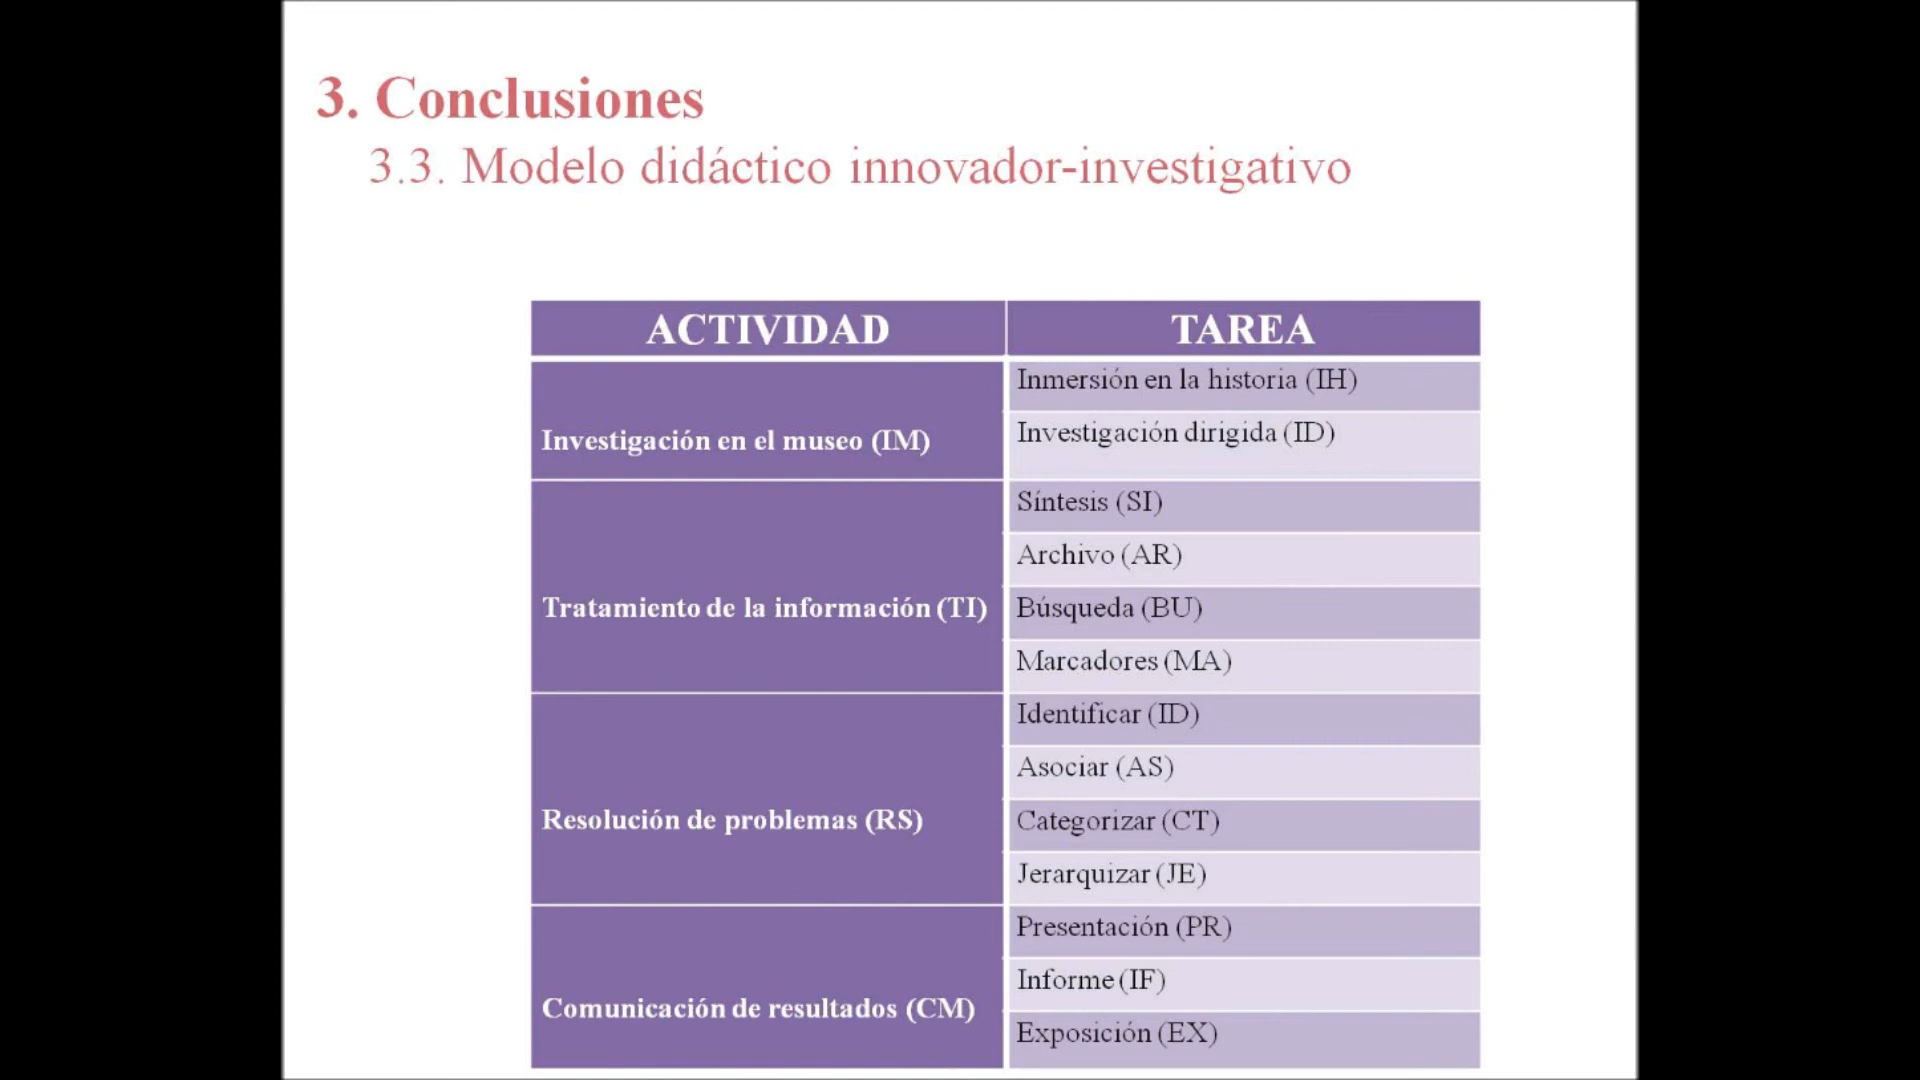 3. Conclusiones
3.3. Modelo didáctico innovador-investigativo
ACTIVIDAD
TAREA
Investigación en el museo (IM)
Inmersión en la historia (IH)
Investigación dirigida (ID)
Tratamiento de la información (TI)
Síntesis (SI)
Archivo (AR)
Búsqueda (BU)
Marcadores (MA)
Resolución de problemas (RS)
Identificar (ID)
Asociar (AS)
Categorizar (CT)
Jerarquizar (JE)
Comunicación de resultados (CM)
Presentación (PR)
Informe (IF)
Exposición (EX)